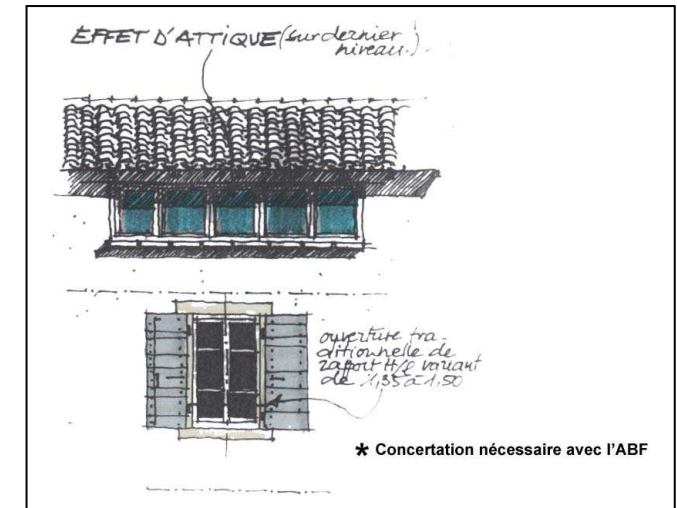 EFFET D'ATTIQUE (sur dernier
niveau.)
ouverture tra-
ditionnelle de
raport H/l variant
de 1,35 à 1,50
* Concertation nécessaire avec l'ABF